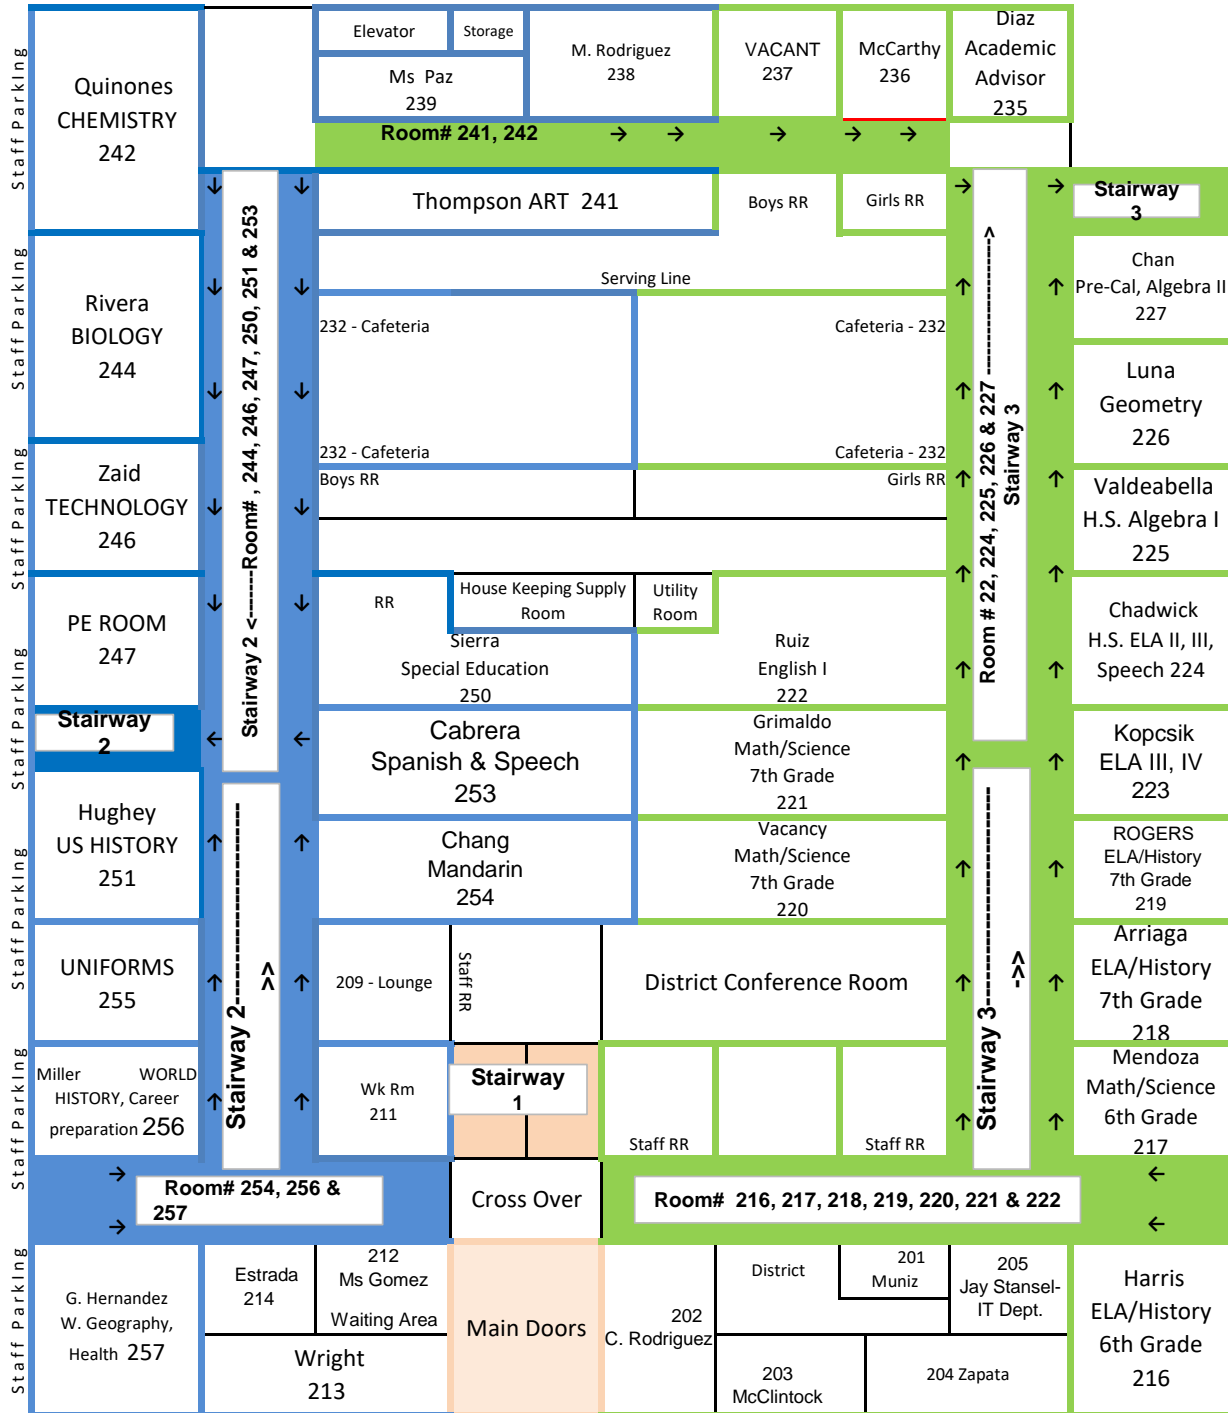 Elevator
Storage
M. Rodriguez
238
VACANT
237
McCarthy
236
Diaz
Academic
Advisor
235
Quinones
CHEMISTRY
242
Ms Paz
239
Room# 241, 242
→ → → → →
Thompson ART 241
Boys RR
Girls RR
Stairway
3
Staff Parking
Staff Parking
Staff Parking
Staff Parking
Staff Parking
Staff Parking
Staff Parking
Stairway 2 <------Room# , 244, 246, 247, 250, 251 & 253
Serving Line
Chan
Pre-Cal, Algebra II
227
Rivera
BIOLOGY
244
232 - Cafeteria
Cafeteria - 232
Luna
Geometry
226
232 - Cafeteria
Cafeteria - 232
Room # 22, 224, 225, 226 & 227 -------------------->
Stairway 3
Zaid
TECHNOLOGY
246
Boys RR
Girls RR
Valdeabella
H.S. Algebra I
225
PE ROOM
247
RR
House Keeping Supply
Room
Utility
Room
Sierra
Special Education
250
Ruiz
English I
222
Chadwick
H.S. ELA II, III,
Speech 224
Stairway
2
Cabrera
Spanish & Speech
253
Grimaldo
Math/Science
7th Grade
221
Kopcsik
ELA III, IV
223
Hughey
US HISTORY
251
Chang
Mandarin
254
Vacancy
Math/Science
7th Grade
220
ROGERS
ELA/History
7th Grade
219
Stairway 2--------------------
>>
Stairway 3--------------------
->>
UNIFORMS
255
209 - Lounge
Staff RR
District Conference Room
Arriaga
ELA/History
7th Grade
218
Miller WORLD
HISTORY, Career
preparation 256
Wk Rm
211
Stairway
1
Staff RR
Staff RR
Mendoza
Math/Science
6th Grade
217
Room# 254, 256 &
257
Cross Over
Room# 216, 217, 218, 219, 220, 221 & 222
G. Hernandez
W. Geography,
Health 257
Estrada
214
212
Ms Gomez
Waiting Area
Main Doors
202
C. Rodriguez
District
201
Muniz
205
Jay Stansel-
IT Dept.
Harris
ELA/History
6th Grade
216
Wright
213
203
McClintock
204 Zapata